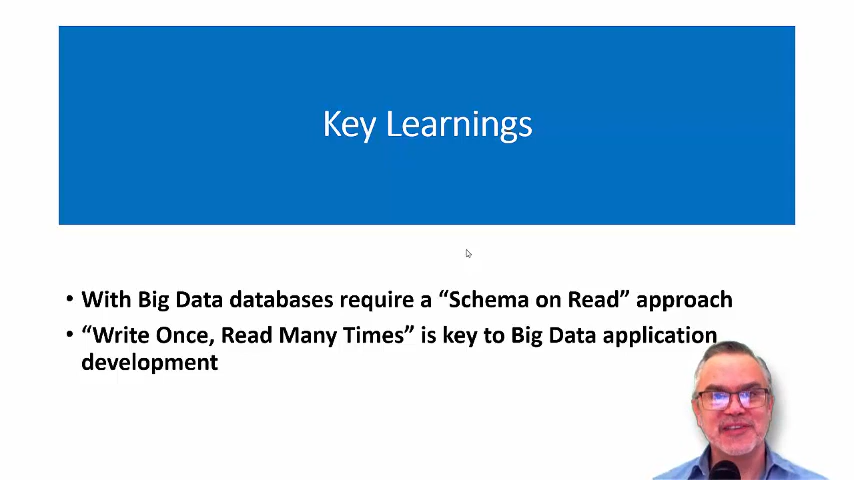 Key Learnings
• With Big Data databases require a “Schema on Read” approach
• “Write Once, Read Many Times” is key to Big Data application
development